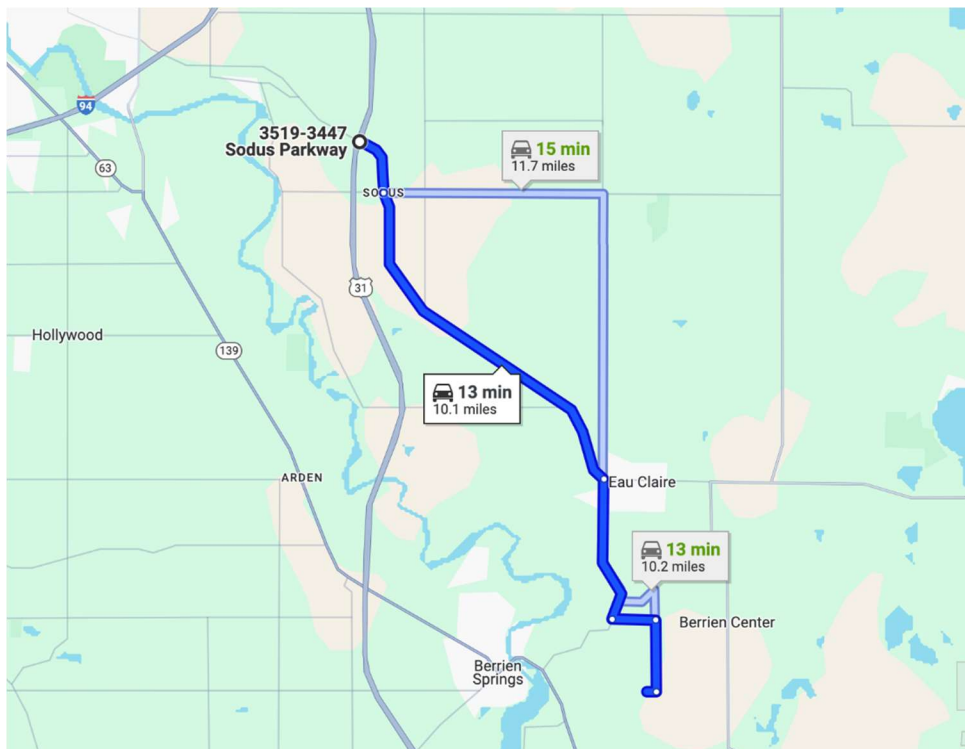 94
3519-3447
Sodus Parkway
15 min
11.7 miles
63
SODUS
31
Hollywood
139
13 min
10.1 miles
ARDEN
Eau Claire
13 min
10.2 miles
Berrien Center
Berrien
Springs